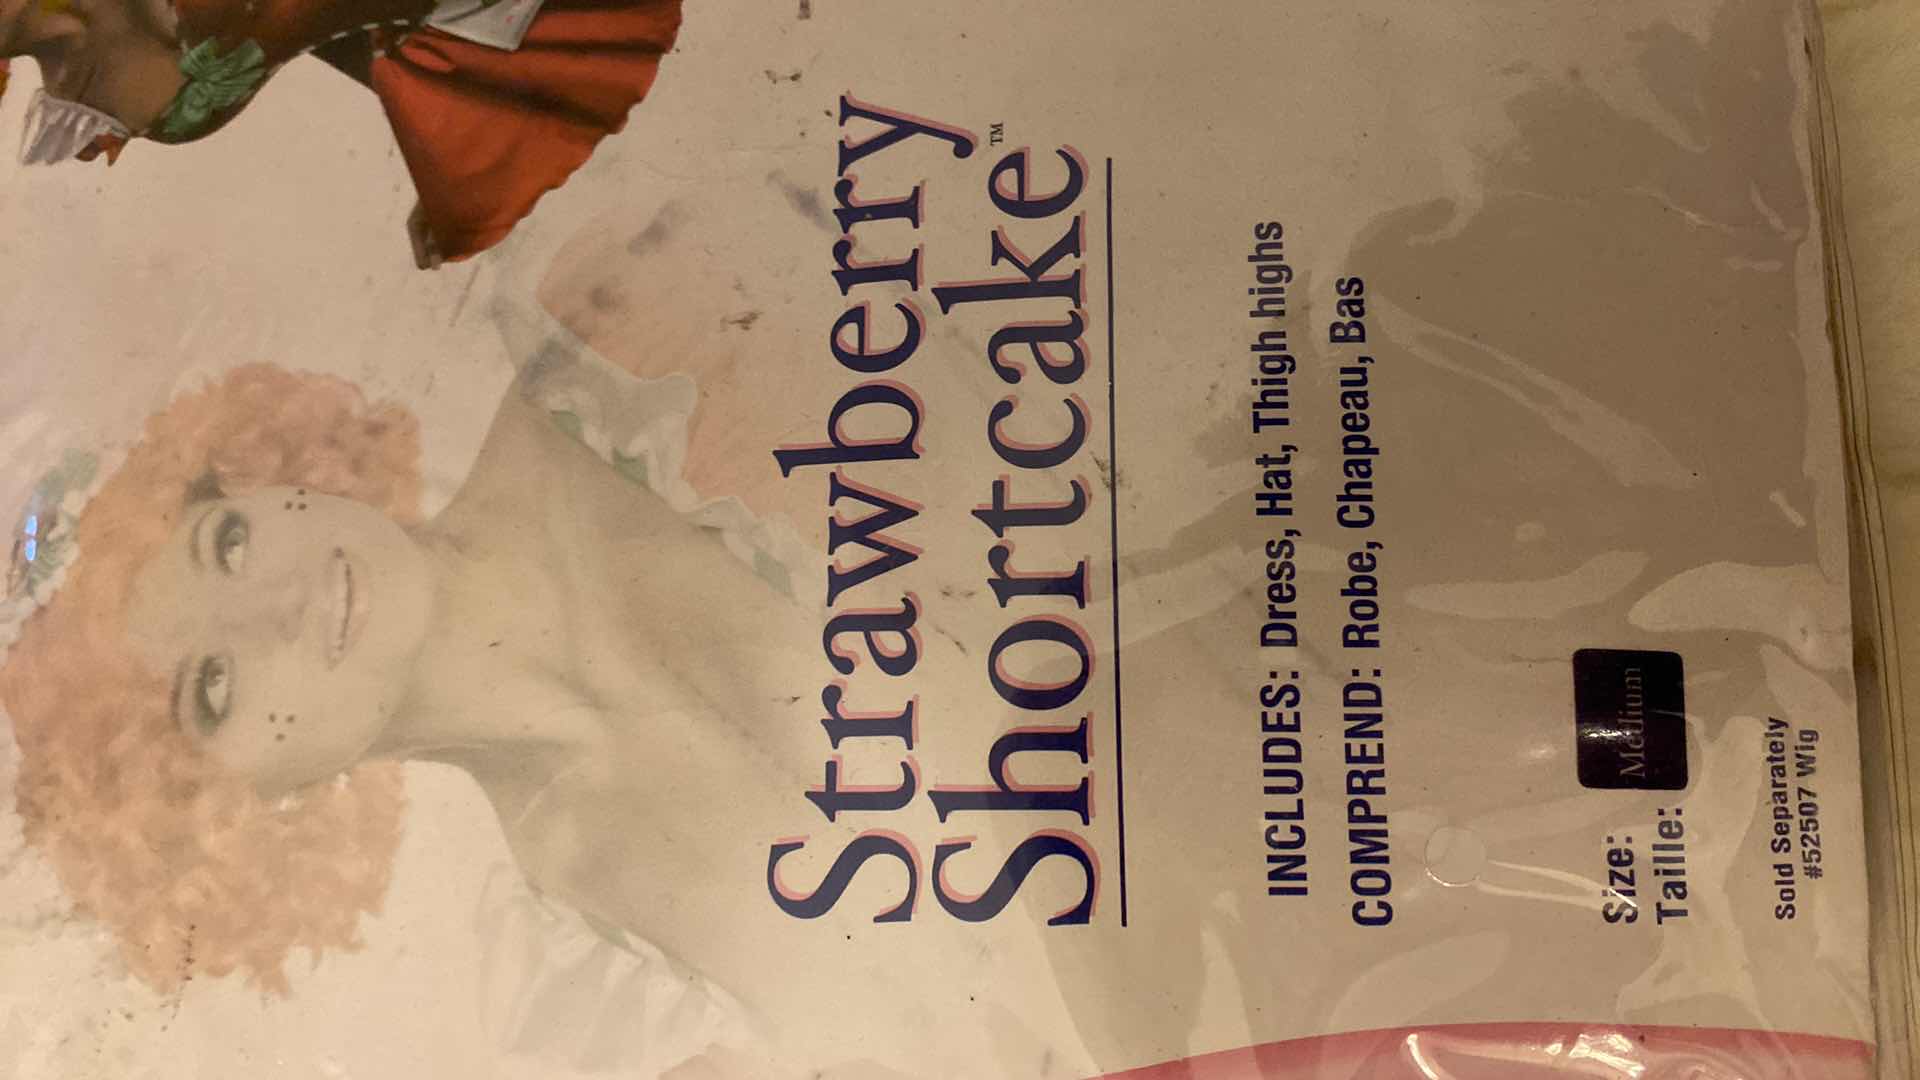 Strawberry
Shortcake™
INCLUDES: Dress, Hat, Thigh highs
COMPREND: Robe, Chapeau, Bas
Size:
Taille:
Medium
Sold Separately
#52507 Wig